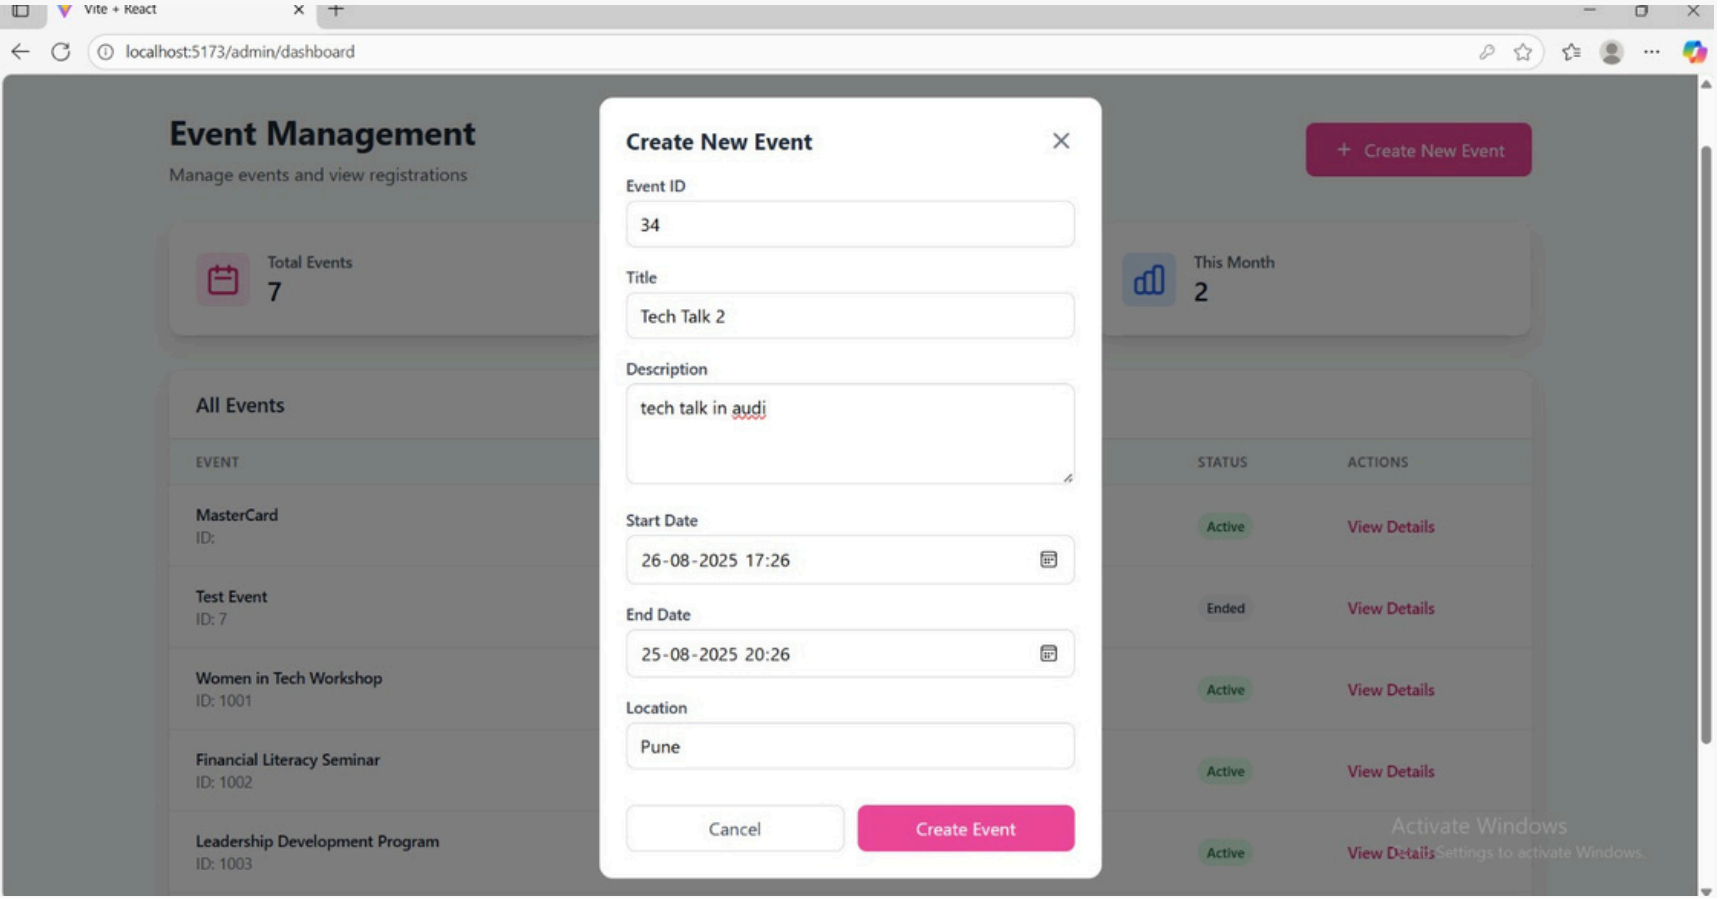 Vite + React
localhost:5173/admin/dashboard
Event Management
Manage events and view registrations
+ Create New Event
Total Events
7
This Month
2
All Events
EVENT
STATUS
ACTIONS
MasterCard
ID:
Active
View Details
Test Event
ID: 7
Ended
View Details
Women in Tech Workshop
ID: 1001
Active
View Details
Financial Literacy Seminar
ID: 1002
Active
View Details
Leadership Development Program
ID: 1003
Active
View Details
Create New Event
Event ID
34
Title
Tech Talk 2
Description
tech talk in audi
Start Date
26-08-2025 17:26
End Date
25-08-2025 20:26
Location
Pune
Cancel
Create Event
Activate Windows
Settings to activate Windows.